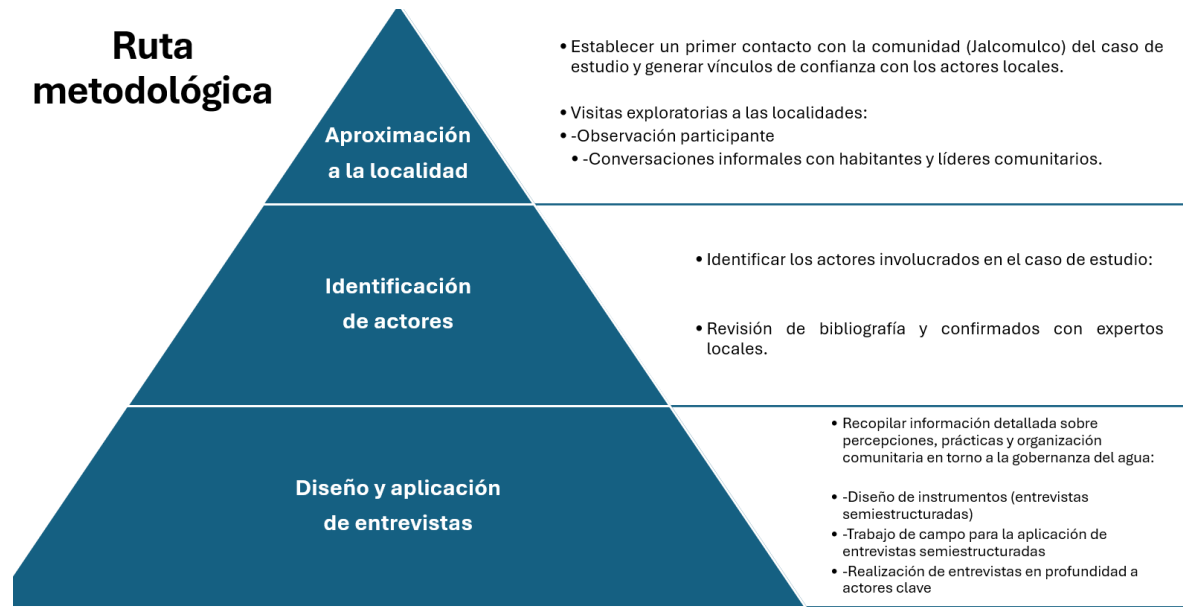 Ruta
metodológica
Aproximación
a la localidad
• Establecer un primer contacto con la comunidad (Jalcomulco) del caso de
estudio y generar vínculos de confianza con los actores locales.
• Visitas exploratorias a las localidades:
• -Observación participante
• -Conversaciones informales con habitantes y líderes comunitarios.
Identificación
de actores
• Identificar los actores involucrados en el caso de estudio:
• Revisión de bibliografía y confirmados con expertos
locales.
Diseño y aplicación
de entrevistas
• Recopilar información detallada sobre
percepciones, prácticas y organización
comunitaria en torno a la gobernanza del agua:
• -Diseño de instrumentos (entrevistas
semiestructuradas)
• -Trabajo de campo para la aplicación de
entrevistas semiestructuradas
• -Realización de entrevistas en profundidad a
actores clave